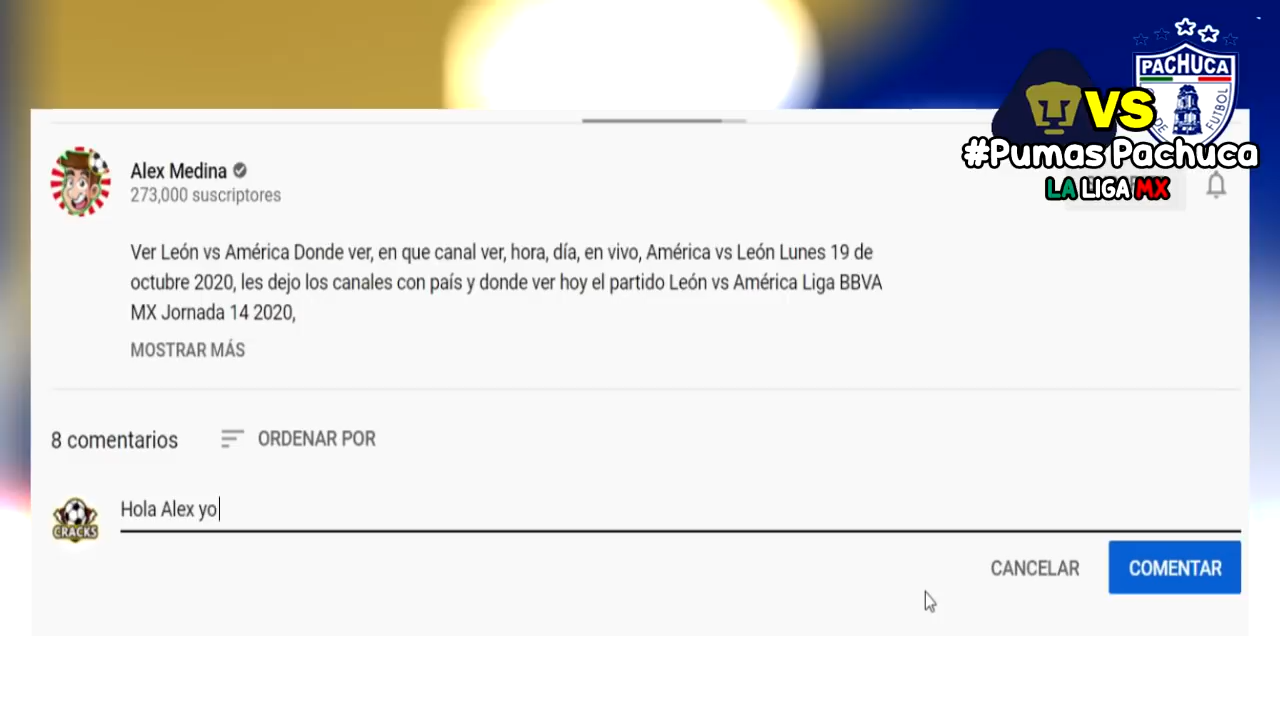 PACHUCA
FUTBOL
DE
VS
#Pumas Pachuca
LA LIGA MX
Alex Medina
273,000 suscriptores
Ver León vs América Donde ver, en que canal ver, hora, día, en vivo, América vs León Lunes 19 de
octubre 2020, les dejo los canales con país y donde ver hoy el partido León vs América Liga BBVA
MX Jornada 14 2020,
MOSTRAR MÁS
8 comentarios
ORDENAR POR
Hola Alex yo
CRACKS
CANCELAR
COMENTAR